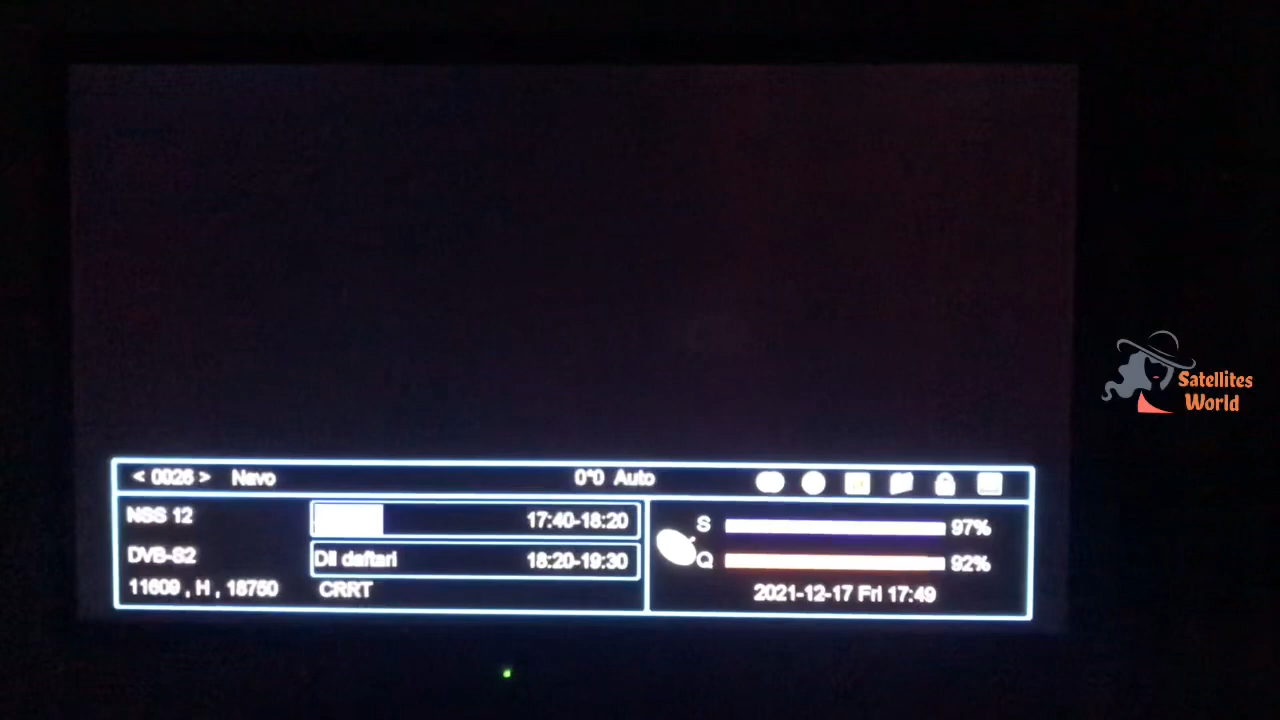 < 0026 > Navo 0*0 Auto
NSS 12 17:40-18:20
DVB-S2 Dil daftari 18:20-19:30
11609 , H , 18750 CRRT
S 97%
Q 92%
2021-12-17 Fri 17:49
Satellites
World